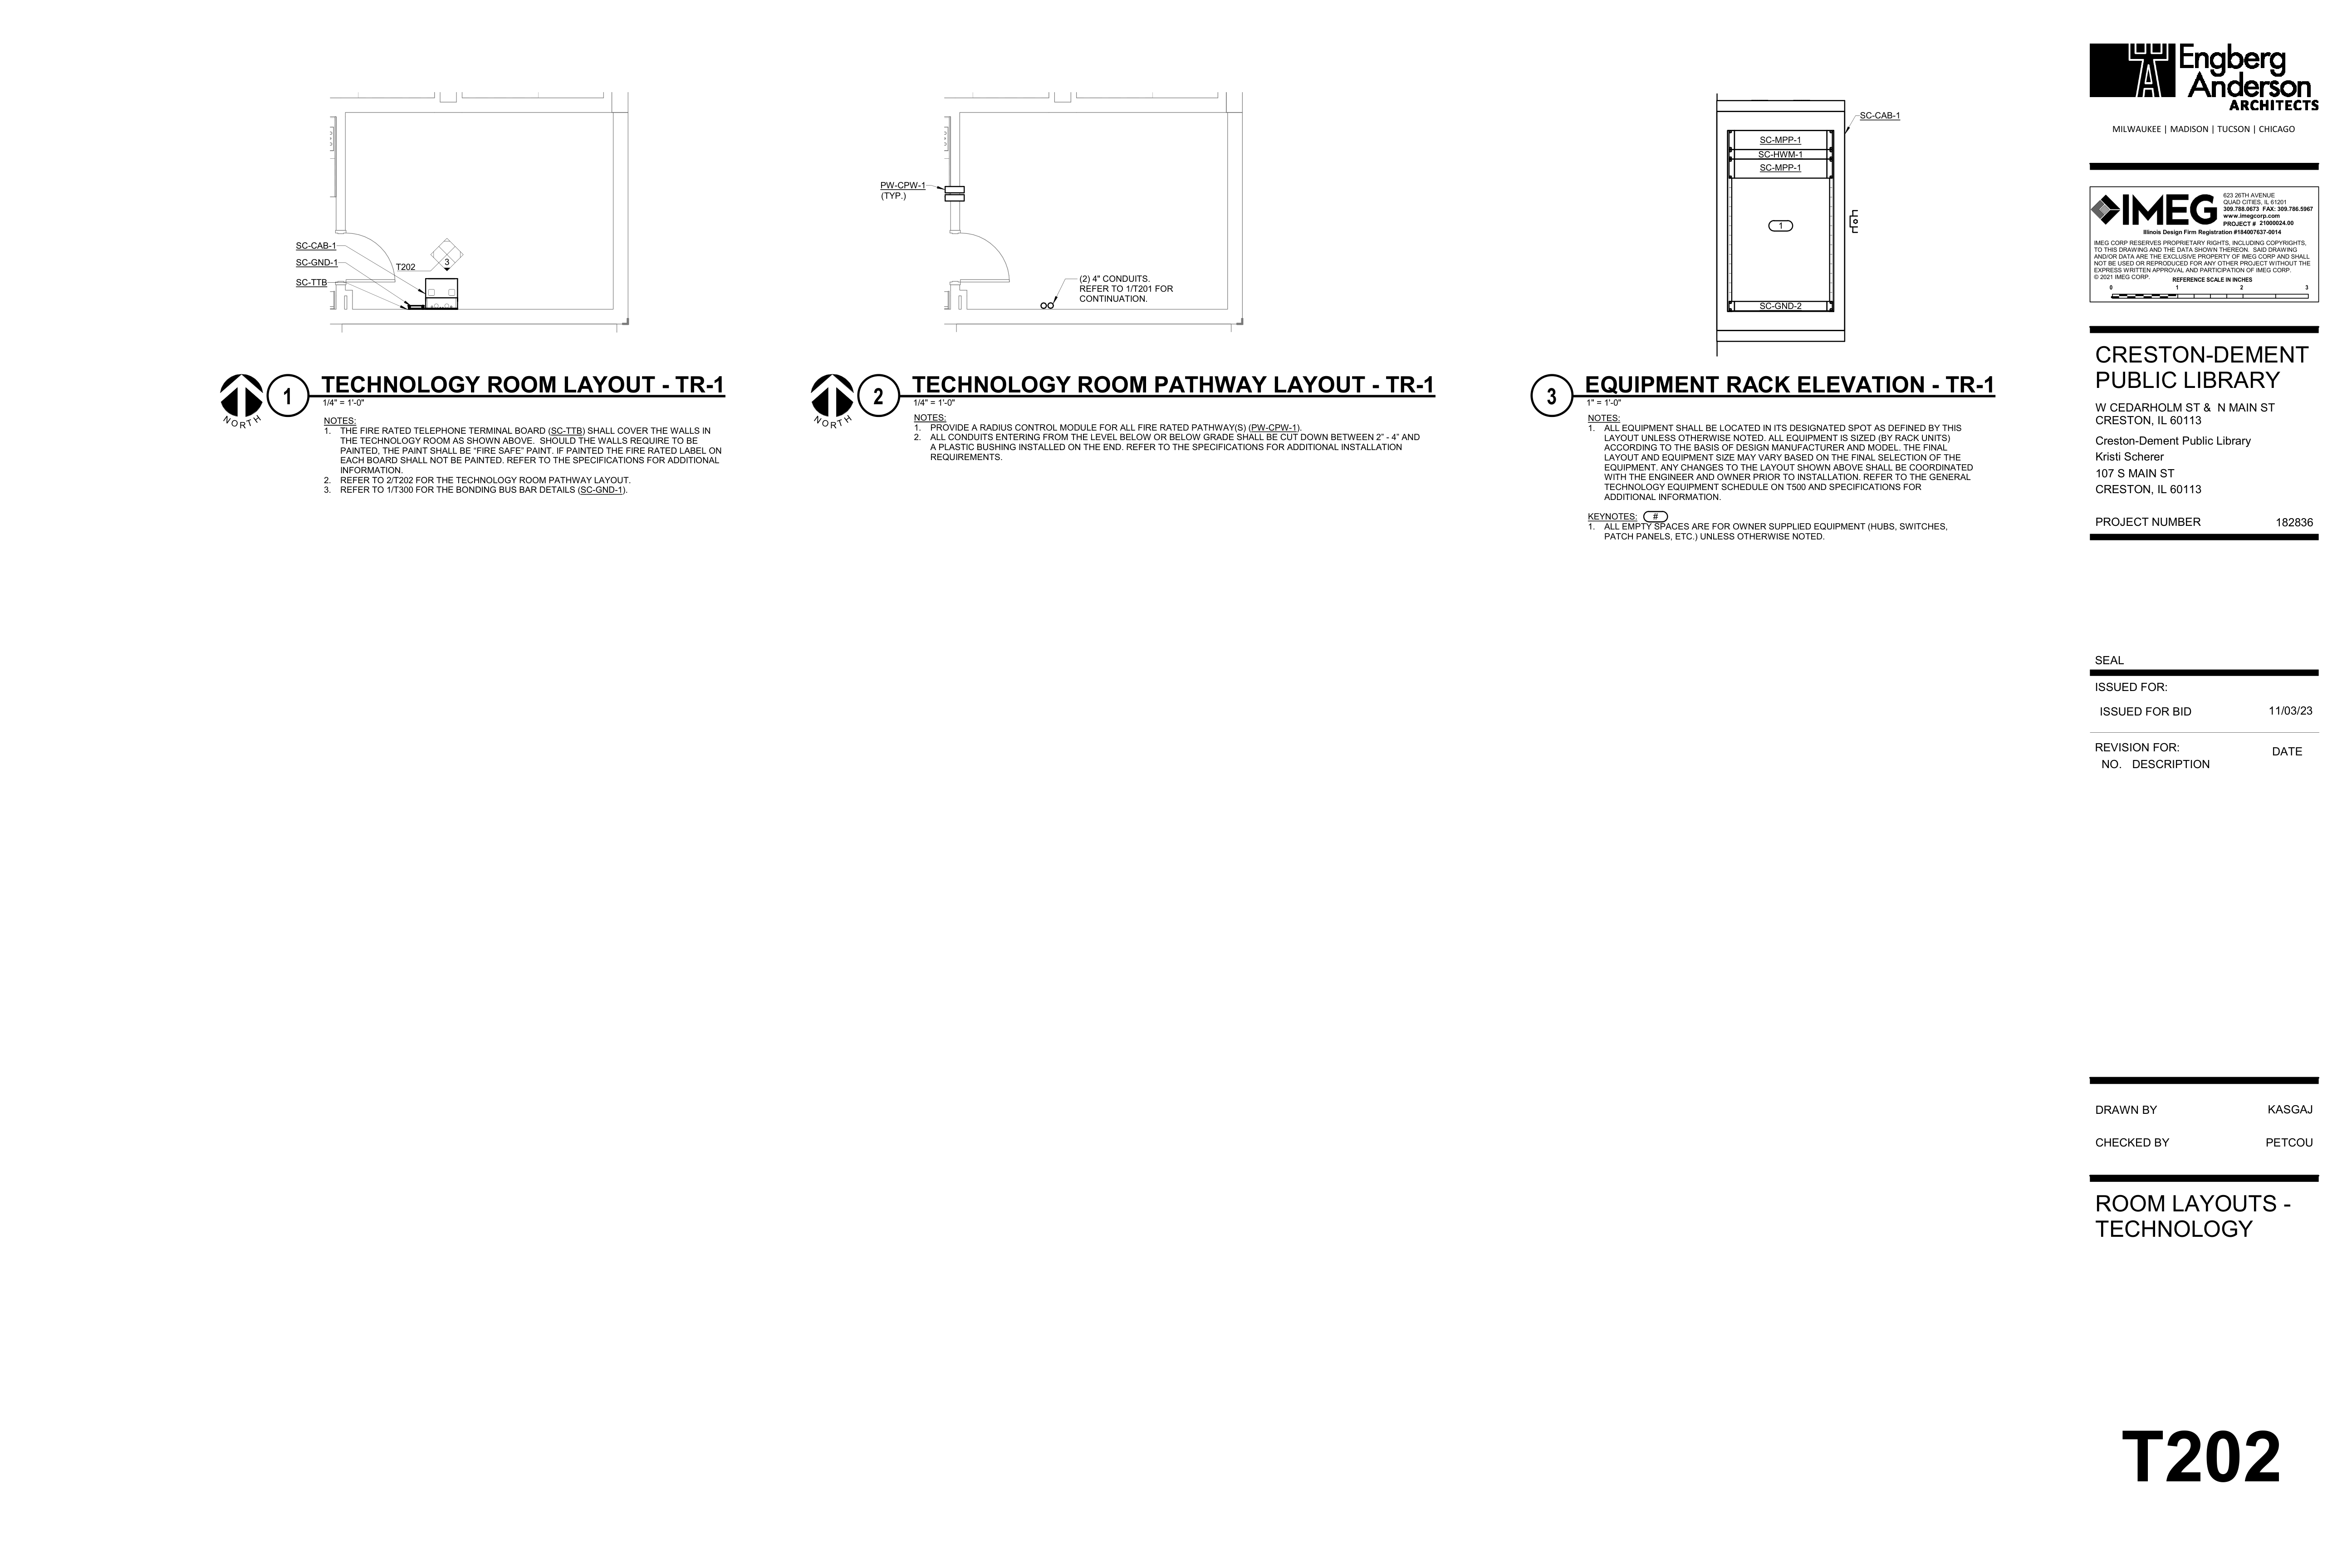 SC-CAB-1
SC-GND-1
SC-TTB
T202
3
NORTH
1
TECHNOLOGY ROOM LAYOUT - TR-1
1/4" = 1'-0"
NOTES:
1. THE FIRE RATED TELEPHONE TERMINAL BOARD (SC-TTB) SHALL COVER THE WALLS IN
THE TECHNOLOGY ROOM AS SHOWN ABOVE. SHOULD THE WALLS REQUIRE TO BE
PAINTED, THE PAINT SHALL BE "FIRE SAFE" PAINT. IF PAINTED THE FIRE RATED LABEL ON
EACH BOARD SHALL NOT BE PAINTED. REFER TO THE SPECIFICATIONS FOR ADDITIONAL
INFORMATION.
2. REFER TO 2/T202 FOR THE TECHNOLOGY ROOM PATHWAY LAYOUT.
3. REFER TO 1/T300 FOR THE BONDING BUS BAR DETAILS (SC-GND-1).
PW-CPW-1
(TYP.)
(2) 4" CONDUITS.
REFER TO 1/T201 FOR
CONTINUATION.
NORTH
2
TECHNOLOGY ROOM PATHWAY LAYOUT - TR-1
1/4" = 1'-0"
NOTES:
1. PROVIDE A RADIUS CONTROL MODULE FOR ALL FIRE RATED PATHWAY(S) (PW-CPW-1).
2. ALL CONDUITS ENTERING FROM THE LEVEL BELOW OR BELOW GRADE SHALL BE CUT DOWN BETWEEN 2" - 4" AND
A PLASTIC BUSHING INSTALLED ON THE END. REFER TO THE SPECIFICATIONS FOR ADDITIONAL INSTALLATION
REQUIREMENTS.
SC-CAB-1
SC-MPP-1
SC-HWM-1
SC-MPP-1
1
SC-GND-2
3
EQUIPMENT RACK ELEVATION - TR-1
1" = 1'-0"
NOTES:
1. ALL EQUIPMENT SHALL BE LOCATED IN ITS DESIGNATED SPOT AS DEFINED BY THIS
LAYOUT UNLESS OTHERWISE NOTED. ALL EQUIPMENT IS SIZED (BY RACK UNITS)
ACCORDING TO THE BASIS OF DESIGN MANUFACTURER AND MODEL. THE FINAL
LAYOUT AND EQUIPMENT SIZE MAY VARY BASED ON THE FINAL SELECTION OF THE
EQUIPMENT. ANY CHANGES TO THE LAYOUT SHOWN ABOVE SHALL BE COORDINATED
WITH THE ENGINEER AND OWNER PRIOR TO INSTALLATION. REFER TO THE GENERAL
TECHNOLOGY EQUIPMENT SCHEDULE ON T500 AND SPECIFICATIONS FOR
ADDITIONAL INFORMATION.
KEYNOTES: #
1. ALL EMPTY SPACES ARE FOR OWNER SUPPLIED EQUIPMENT (HUBS, SWITCHES,
PATCH PANELS, ETC.) UNLESS OTHERWISE NOTED.
Engberg
Anderson
ARCHITECTS
MILWAUKEE | MADISON | TUCSON | CHICAGO
IMEG
623 26TH AVENUE
QUAD CITIES, IL 61201
309.788.0673 FAX: 309.786.5967
www.imegcorp.com
PROJECT # 21000024.00
Illinois Design Firm Registration #184007637-0014
IMEG CORP RESERVES PROPRIETARY RIGHTS, INCLUDING COPYRIGHTS,
TO THIS DRAWING AND THE DATA SHOWN THEREON. SAID DRAWING
AND/OR DATA ARE THE EXCLUSIVE PROPERTY OF IMEG CORP AND SHALL
NOT BE USED OR REPRODUCED FOR ANY OTHER PROJECT WITHOUT THE
EXPRESS WRITTEN APPROVAL AND PARTICIPATION OF IMEG CORP.
© 2021 IMEG CORP. REFERENCE SCALE IN INCHES
0 1 2 3
CRESTON-DEMENT
PUBLIC LIBRARY
W CEDARHOLM ST & N MAIN ST
CRESTON, IL 60113
Creston-Dement Public Library
Kristi Scherer
107 S MAIN ST
CRESTON, IL 60113
PROJECT NUMBER 182836
SEAL
ISSUED FOR:
ISSUED FOR BID 11/03/23
REVISION FOR: DATE
NO. DESCRIPTION
DRAWN BY KASGAJ
CHECKED BY PETCOU
ROOM LAYOUTS -
TECHNOLOGY
T202